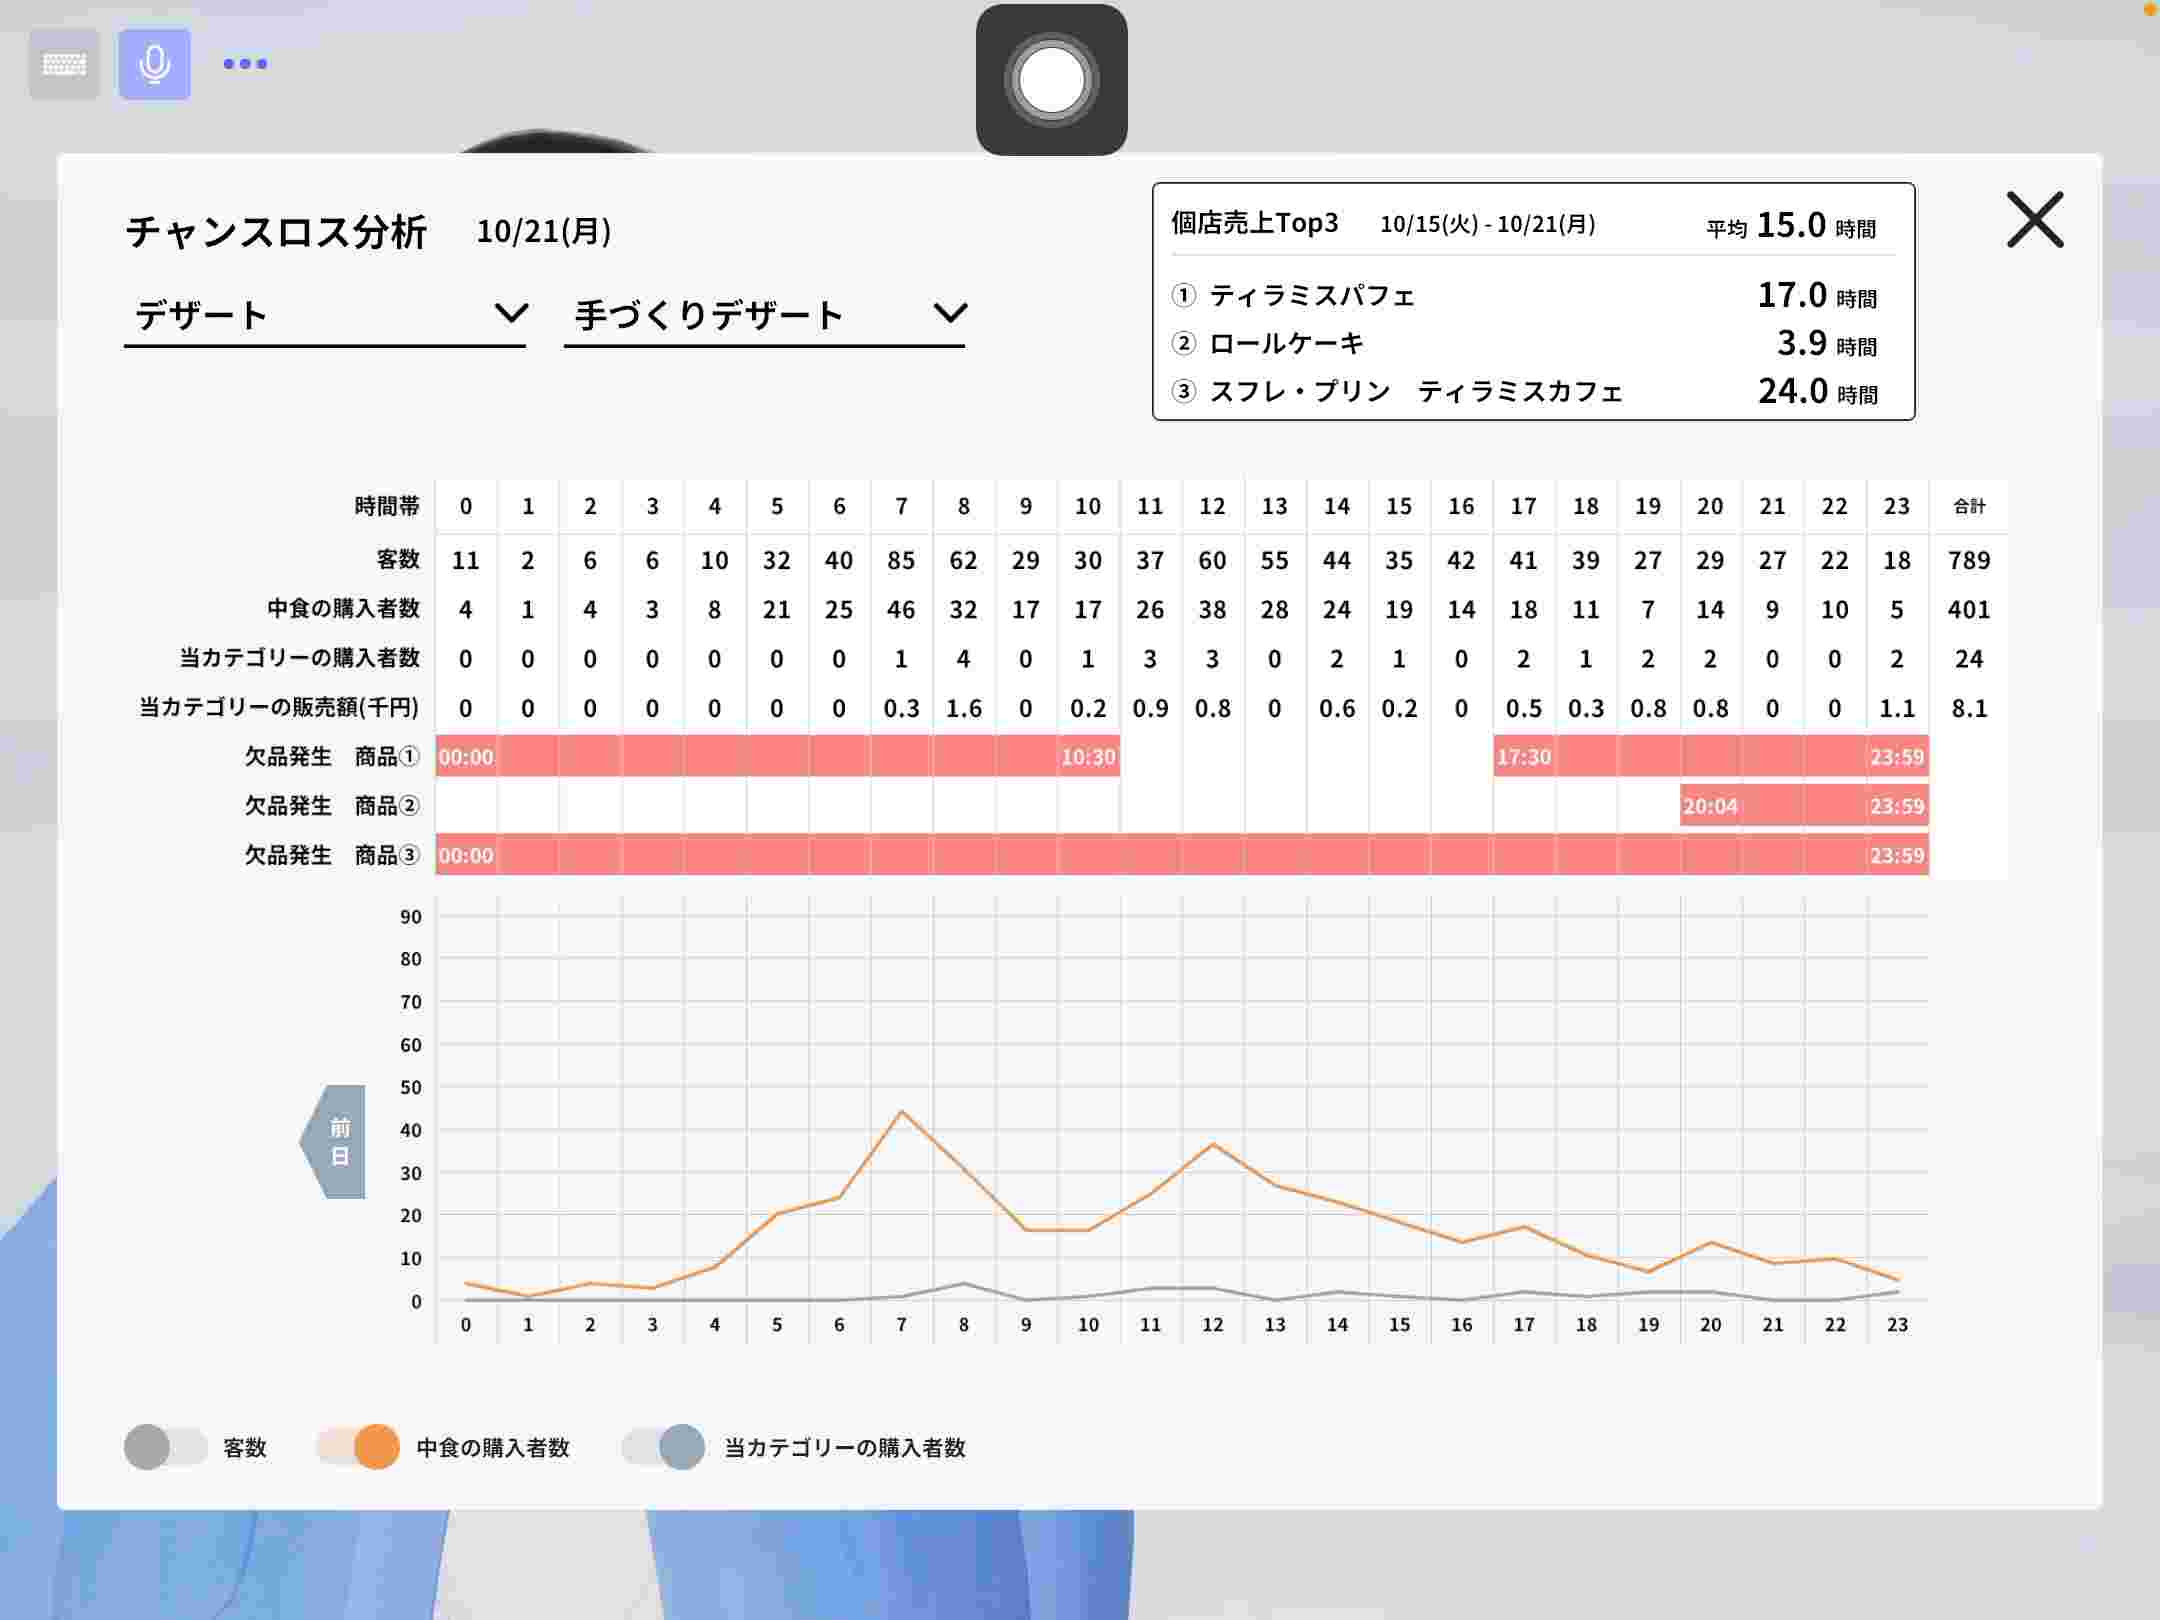 チャンスロス分析 10/21(月)
デザート 手づくりデザート
個店売上Top3 10/15(火) - 10/21(月) 平均 15.0 時間
① ティラミスパフェ 17.0 時間
② ロールケーキ 3.9 時間
③ スフレ・プリン　ティラミスカフェ 24.0 時間
時間帯 0 1 2 3 4 5 6 7 8 9 10 11 12 13 14 15 16 17 18 19 20 21 22 23 合計
客数 11 2 6 6 10 32 40 85 62 29 30 37 60 55 44 35 42 41 39 27 29 27 22 18 789
中食の購入者数 4 1 4 3 8 21 25 46 32 17 17 26 38 28 24 19 14 18 11 7 14 9 10 5 401
当カテゴリーの購入者数 0 0 0 0 0 0 0 1 4 0 1 3 3 0 2 1 0 2 1 2 2 0 0 2 24
当カテゴリーの販売額(千円) 0 0 0 0 0 0 0 0.3 1.6 0 0.2 0.9 0.8 0 0.6 0.2 0 0.5 0.3 0.8 0.8 0 0 1.1 8.1
欠品発生　商品① 00:00 10:30 17:30 23:59
欠品発生　商品② 20:04 23:59
欠品発生　商品③ 00:00 23:59
90
80
70
60
50
40
30
20
10
0
前日
0 1 2 3 4 5 6 7 8 9 10 11 12 13 14 15 16 17 18 19 20 21 22 23
客数 中食の購入者数 当カテゴリーの購入者数